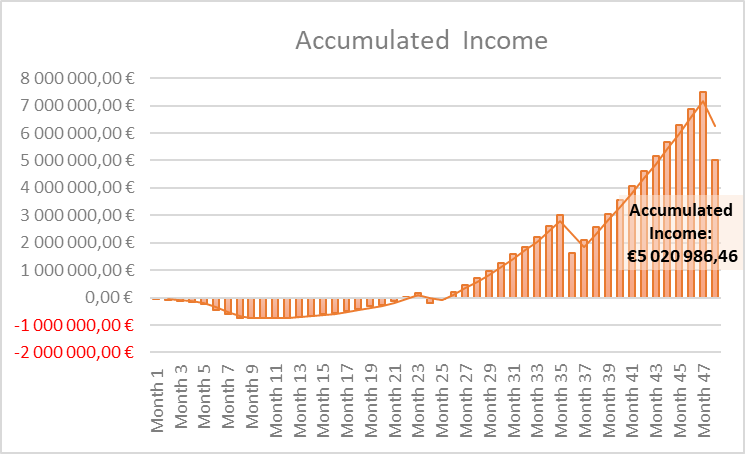 Accumulated Income
8 000 000,00 €
7 000 000,00 €
6 000 000,00 €
5 000 000,00 €
4 000 000,00 €
3 000 000,00 €
2 000 000,00 €
1 000 000,00 €
0,00 €
-1 000 000,00 €
-2 000 000,00 €
Accumulated
Income:
€5 020 986,46
Month 1
Month 3
Month 5
Month 7
Month 9
Month 11
Month 13
Month 15
Month 17
Month 19
Month 21
Month 23
Month 25
Month 27
Month 29
Month 31
Month 33
Month 35
Month 37
Month 39
Month 41
Month 43
Month 45
Month 47